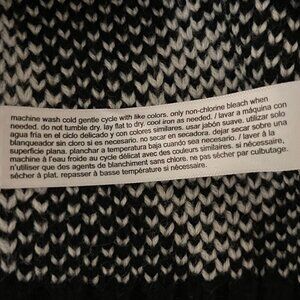 machine wash cold gentle cycle with like colors. only non-chlorine bleach when
needed. do not tumble dry. lay flat to dry. cool iron as needed. / lavar a máquina con
agua fría en el ciclo delicado y con colores similares. usar jabón suave. utilizar
blanqueador sin cloro si es necesario. no secar en secadora. dejar secar sobre una
superficie plana. planchar a temperatura baja cuando sea necesario. / laver à la
machine à l'eau froide au cycle délicat avec des couleurs similaires. si nécessaire,
n'utiliser que des agents de blanchiment sans chlore. ne pas sécher par culbutage.
sécher à plat. repasser à basse température si nécessaire.